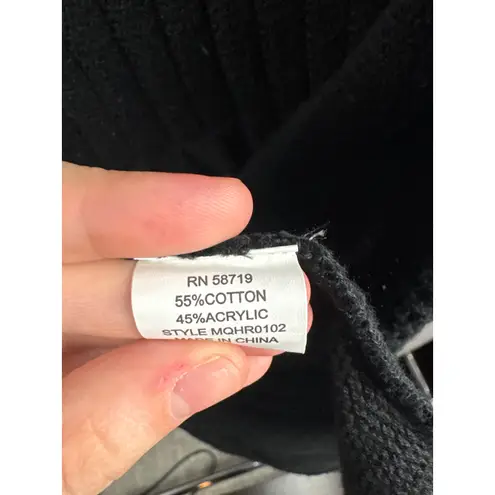 RN 58719
55%COTTON
45%ACRYLIC
STYLE MQHR0102
MADE IN CHINA